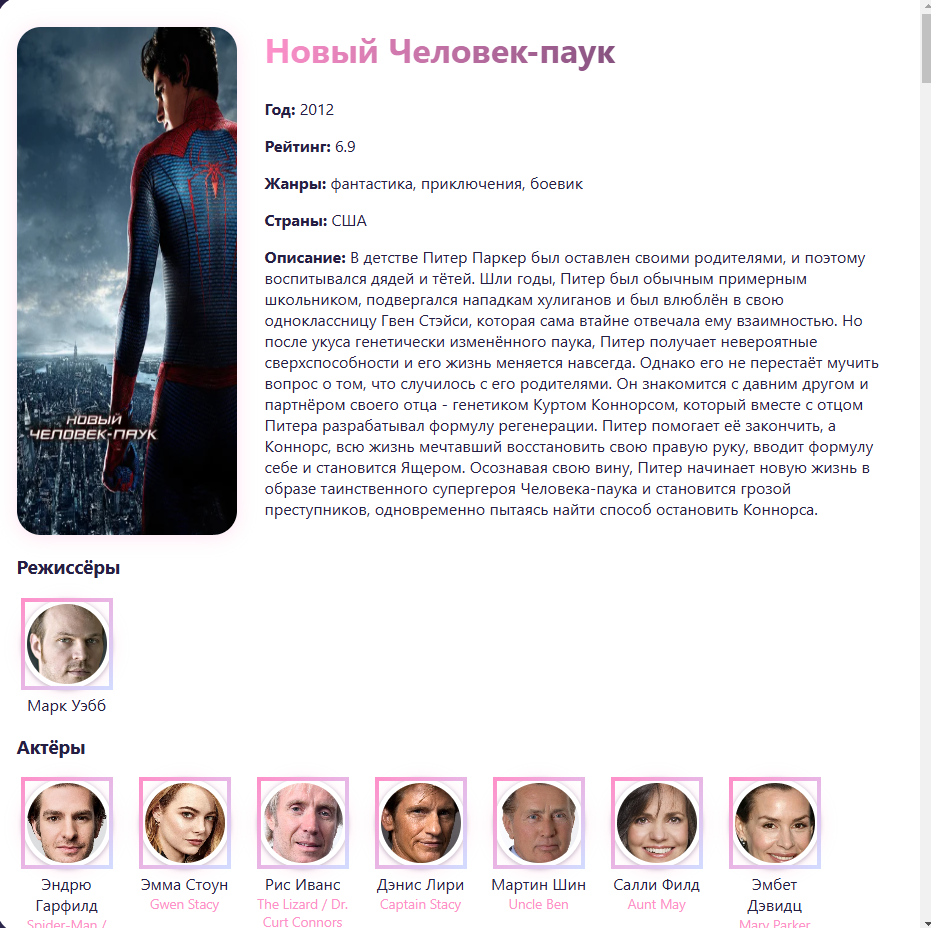 Новый Человек-паук
Год: 2012
Рейтинг: 6.9
Жанры: фантастика, приключения, боевик
Страны: США
Описание: В детстве Питер Паркер был оставлен своими родителями, и поэтому
воспитывался дядей и тётей. Шли годы, Питер был обычным примерным
школьником, подвергался нападкам хулиганов и был влюблён в свою
одноклассницу Гвен Стэйси, которая сама втайне отвечала ему взаимностью. Но
после укуса генетически изменённого паука, Питер получает невероятные
сверхспособности и его жизнь меняется навсегда. Однако его не перестаёт мучить
вопрос о том, что случилось с его родителями. Он знакомится с давним другом и
партнёром своего отца - генетиком Куртом Коннорсом, который вместе с отцом
Питера разрабатывал формулу регенерации. Питер помогает её закончить, а
Коннорс, всю жизнь мечтавший восстановить свою правую руку, вводит формулу
себе и становится Ящером. Осознавая свою вину, Питер начинает новую жизнь в
образе таинственного супергероя Человека-паука и становится грозой
преступников, одновременно пытаясь найти способ остановить Коннорса.
НОВЫЙ
ЧЕЛОВЕК-ПАУК
Режиссёры
Марк Уэбб
Актёры
Эндрю
Гарфилд
Spider-Man /
Эмма Стоун
Gwen Stacy
Рис Иванс
The Lizard / Dr.
Curt Connors
Дэнис Лири
Captain Stacy
Мартин Шин
Uncle Ben
Салли Филд
Aunt May
Эмбет
Дэвидц
Mary Parker